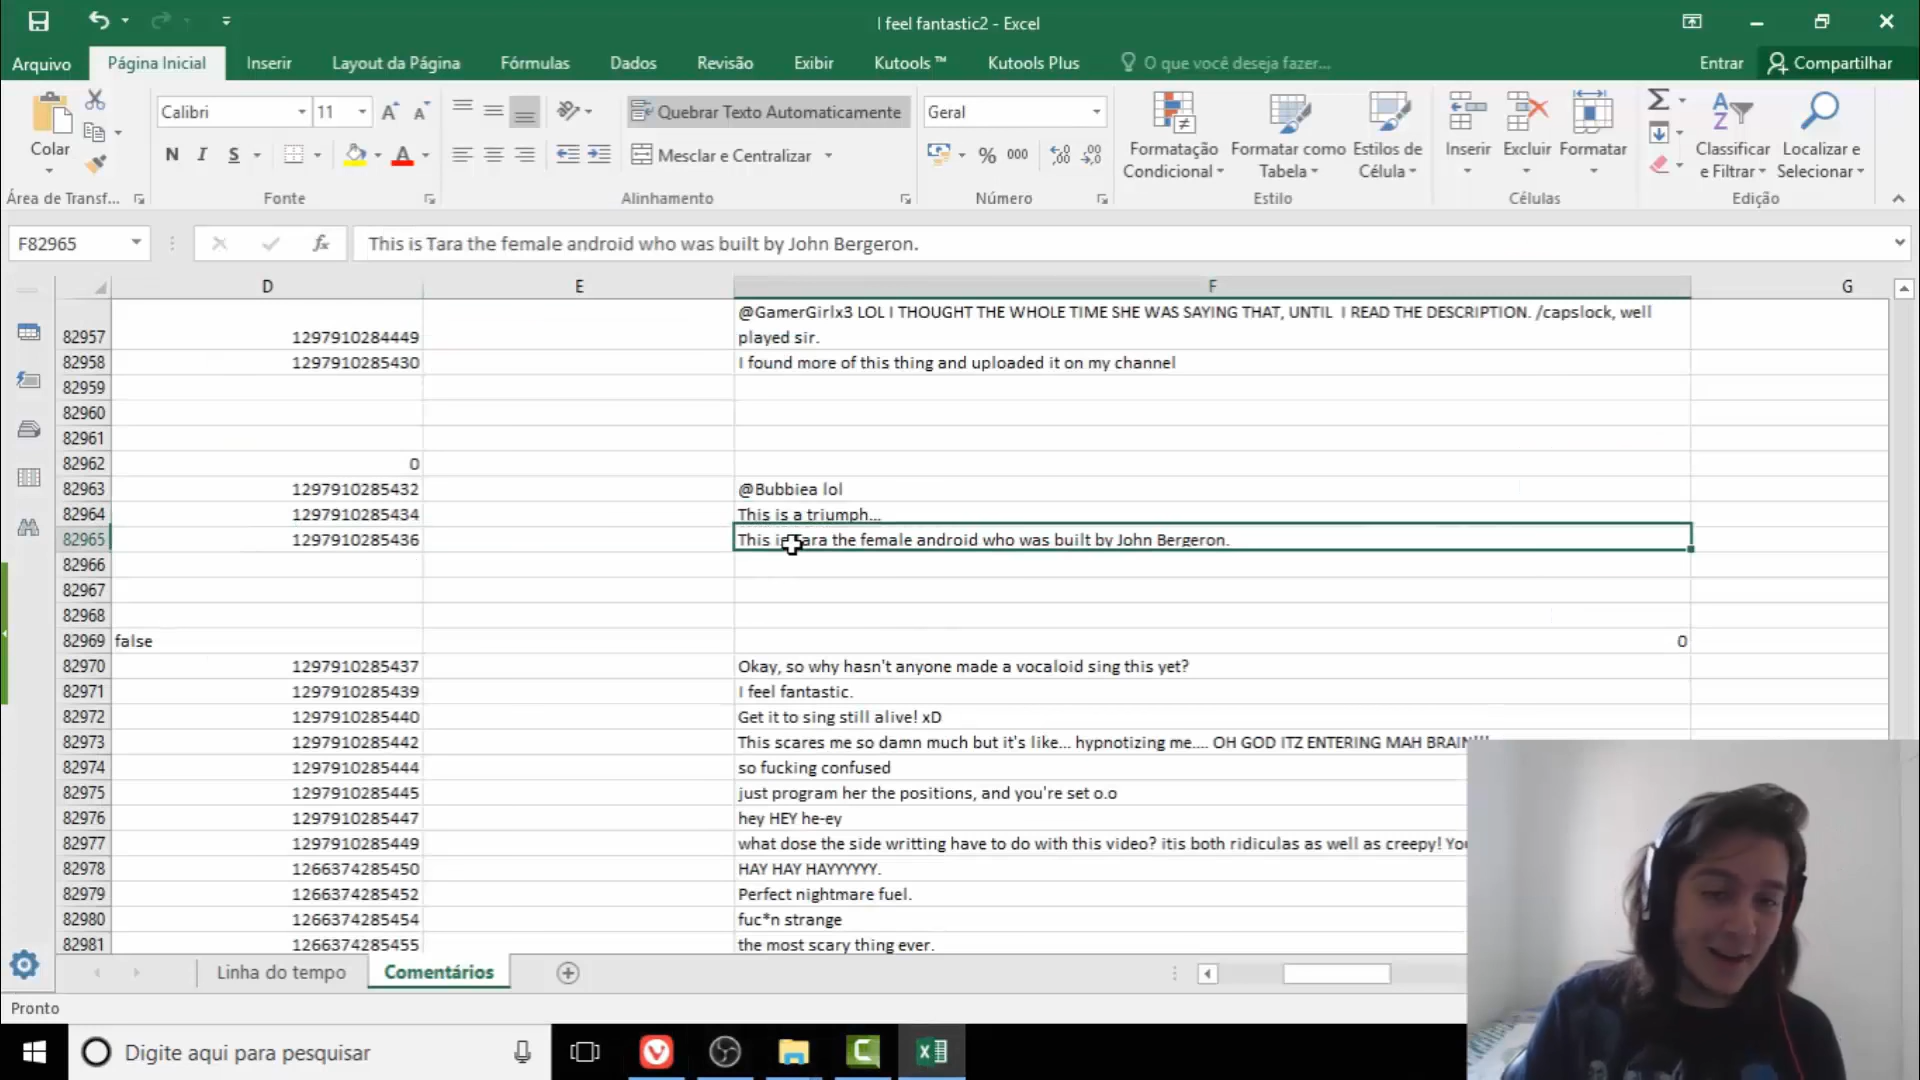 I feel fantastic2 - Excel
Arquivo Página Inicial Inserir Layout da Página Fórmulas Dados Revisão Exibir Kutools ™ Kutools Plus O que você deseja fazer... Entrar Compartilhar
Colar
Calibri 11
N I S
Quebrar Texto Automaticamente
Mesclar e Centralizar
Geral
% 000
Formatação Condicional
Formatar como Tabela
Estilos de Célula
Inserir Excluir Formatar
Classificar e Filtrar
Localizar e Selecionar
Área de Transf... Fonte Alinhamento Número Estilo Células Edição
F82965 fx This is Tara the female android who was built by John Bergeron.
D E F G
@GamerGirlx3 LOL I THOUGHT THE WHOLE TIME SHE WAS SAYING THAT, UNTIL I READ THE DESCRIPTION. /capslock, well
82957 1297910284449 played sir.
82958 1297910285430 I found more of this thing and uploaded it on my channel
82959
82960
82961
82962 0
82963 1297910285432 @Bubbiea lol
82964 1297910285434 This is a triumph...
82965 1297910285436 This is Tara the female android who was built by John Bergeron.
82966
82967
82968
82969 false 0
82970 1297910285437 Okay, so why hasn't anyone made a vocaloid sing this yet?
82971 1297910285439 I feel fantastic.
82972 1297910285440 Get it to sing still alive! xD
82973 1297910285442 This scares me so damn much but it's like... hypnotizing me.... OH GOD ITZ ENTERING MAH BRAIN!!!
82974 1297910285444 so fucking confused
82975 1297910285445 just program her the positions, and you're set o.o
82976 1297910285447 hey HEY he-ey
82977 1297910285449 what dose the side writting have to do with this video? itis both ridiculas as well as creepy! You
82978 1266374285450 HAY HAY HAYYYYYY.
82979 1266374285452 Perfect nightmare fuel.
82980 1266374285454 fuc*n strange
82981 1266374285455 the most scary thing ever.
Linha do tempo Comentários
Pronto
Digite aqui para pesquisar